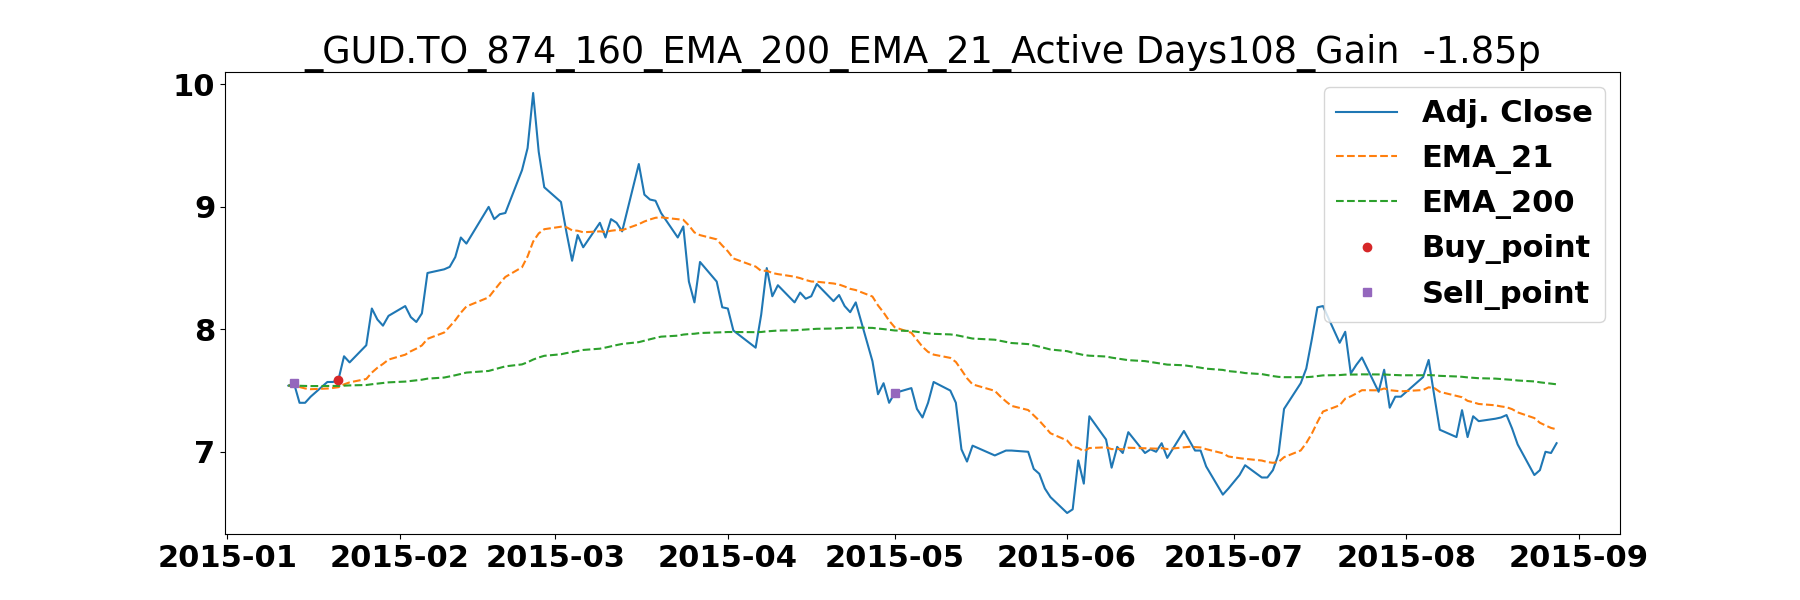 _GUD.TO_874_160_EMA_200_EMA_21_Active Days108_Gain  -1.85p
10
9
8
7
Adj. Close
EMA_21
EMA_200
Buy_point
Sell_point
2015-01 2015-02 2015-03 2015-04 2015-05 2015-06 2015-07 2015-08 2015-09